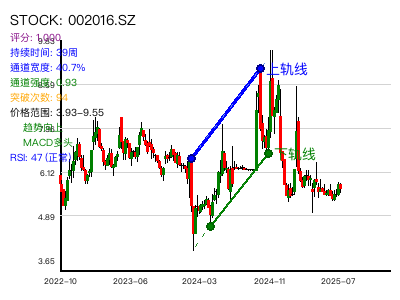 STOCK: 002016.SZ
评分: 1.000
持续时间: 39周
通道宽度: 40.7%
通道强度: 0.93
突破次数: 94
价格范围: 3.93-9.55
趋势向上
MACD多头
RSI: 47 (正常)
上轨线
下轨线
6.12
4.89
3.65
2022-10
2023-06
2024-03
2024-11
2025-07